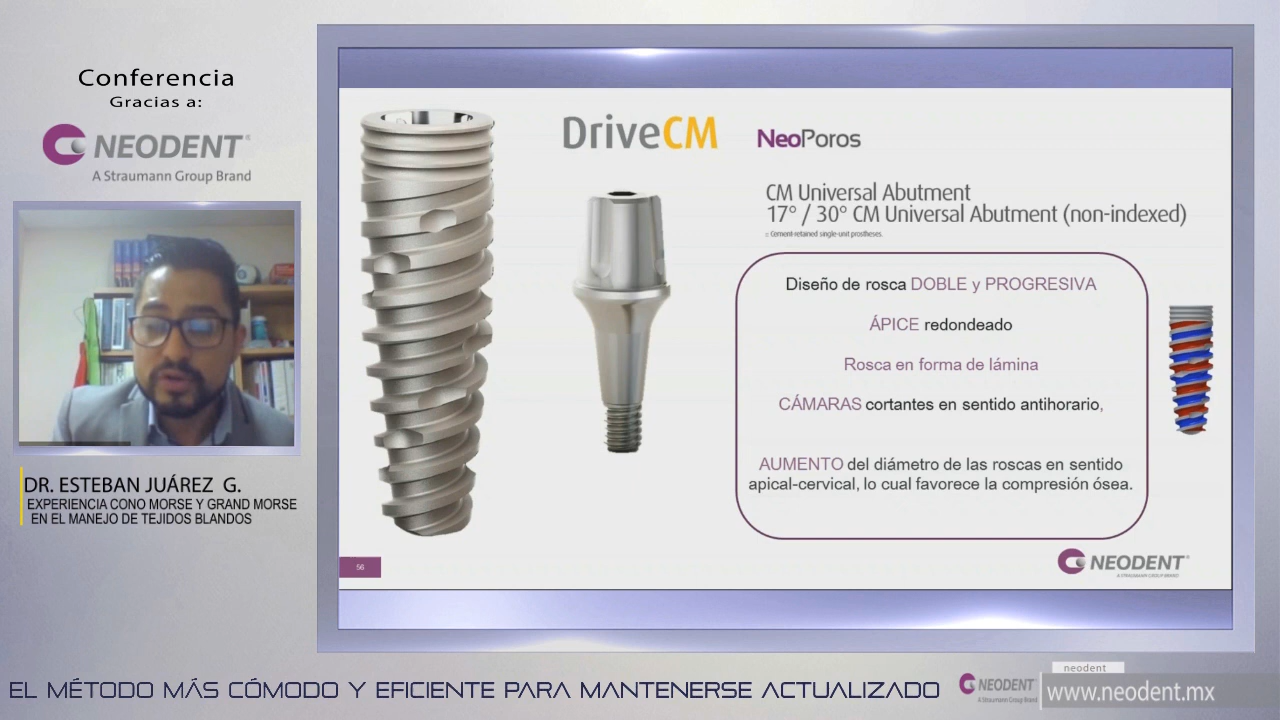 Conferencia
Gracias a:
NEODENT
A Straumann Group Brand
DR. ESTEBAN JUÁREZ G.
EXPERIENCIA CONO MORSE Y GRAND MORSE
EN EL MANEJO DE TEJIDOS BLANDOS
DriveCM
NeoPoros
CM Universal Abutment
17° / 30° CM Universal Abutment (non-indexed)
:: Cement-retained single-unit prostheses.
Diseño de rosca DOBLE y PROGRESIVA
ÁPICE redondeado
Rosca en forma de lámina
CÁMARAS cortantes en sentido antihorario,
AUMENTO del diámetro de las roscas en sentido
apical-cervical, lo cual favorece la compresión ósea.
56
NEODENT
A STRAUMANN GROUP BRAND
EL MÉTODO MÁS CÓMODO Y EFICIENTE PARA MANTENERSE ACTUALIZADO
NEODENT
A Straumann Group Brand
neodent
www.neodent.mx